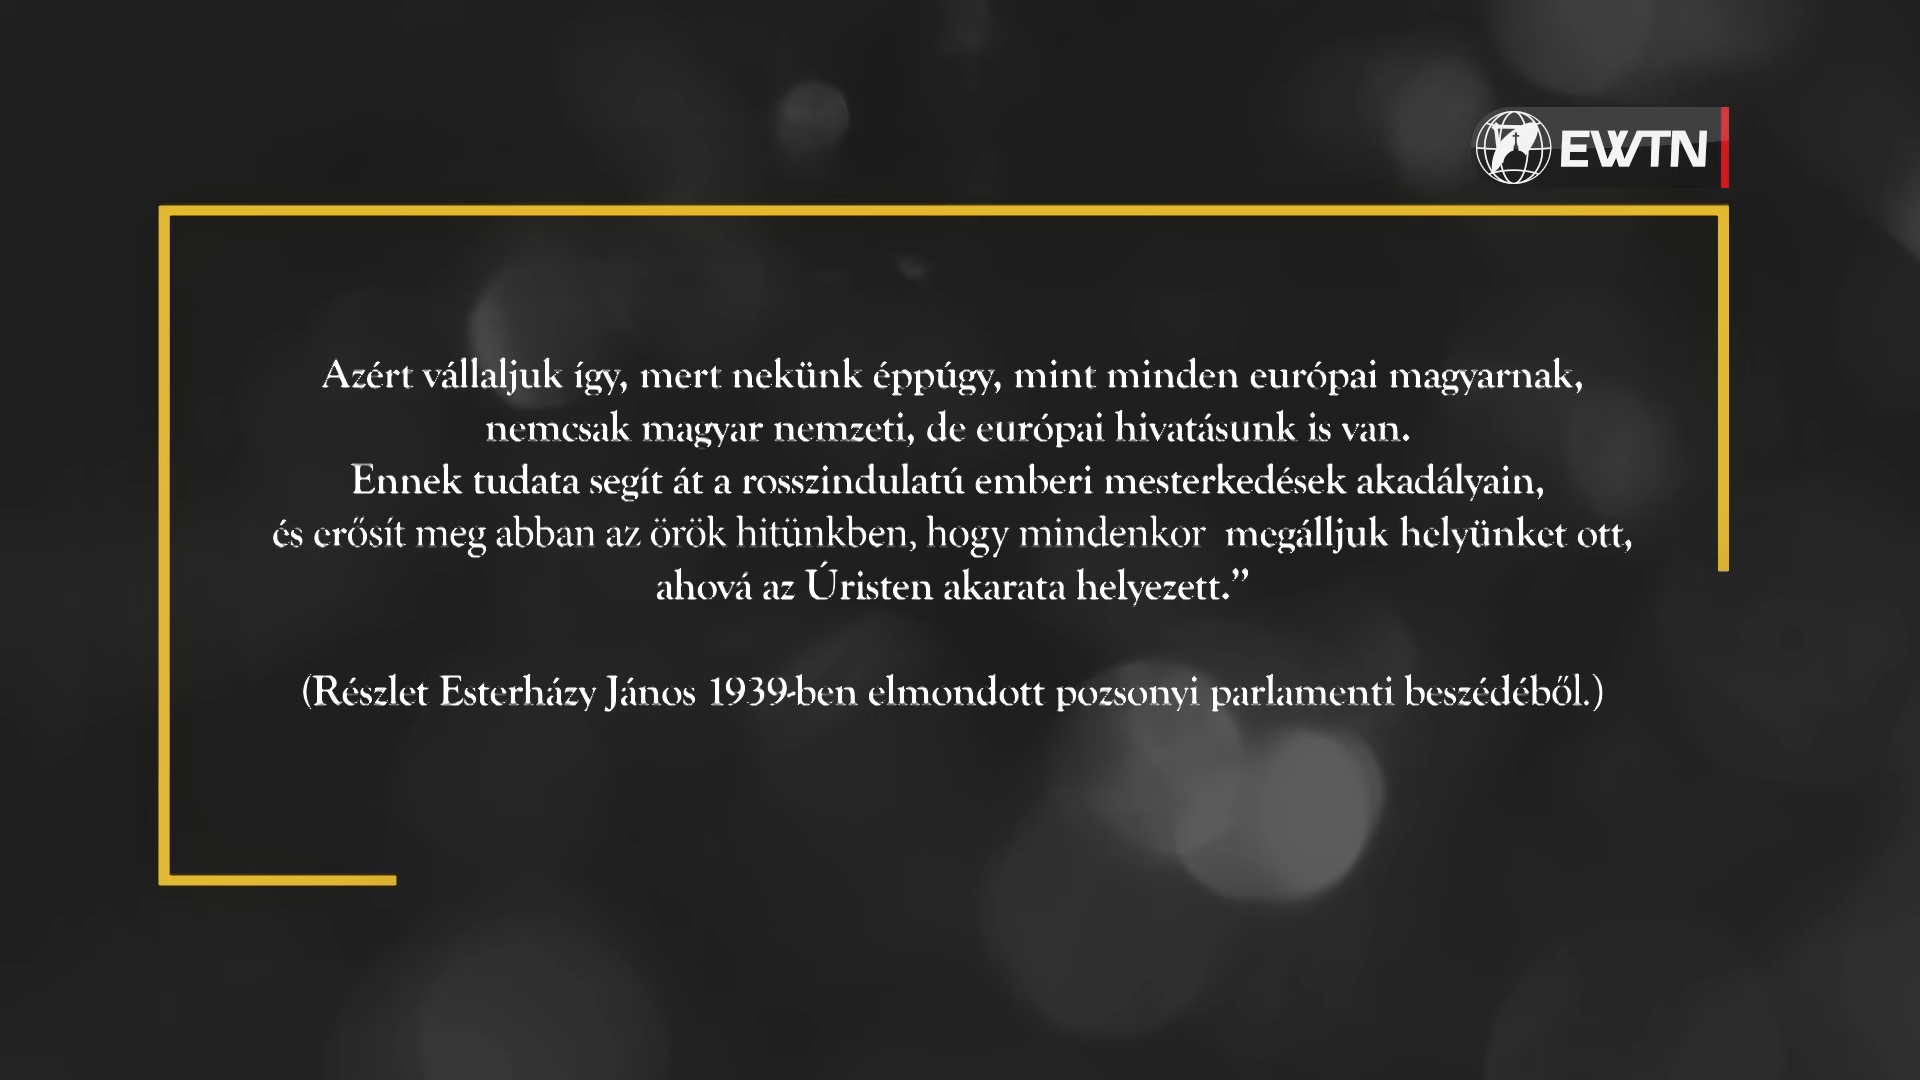 EWTN
Azért vállaljuk így, mert nekünk éppúgy, mint minden európai magyarnak,
nemcsak magyar nemzeti, de európai hivatásunk is van.
Ennek tudata segít át a rosszindulatú emberi mesterkedések akadályain,
és erősít meg abban az örök hitünkben, hogy mindenkor megálljuk helyünket ott,
ahová az Úristen akarata helyezett.”
(Részlet Esterházy János 1939-ben elmondott pozsonyi parlamenti beszédéből.)